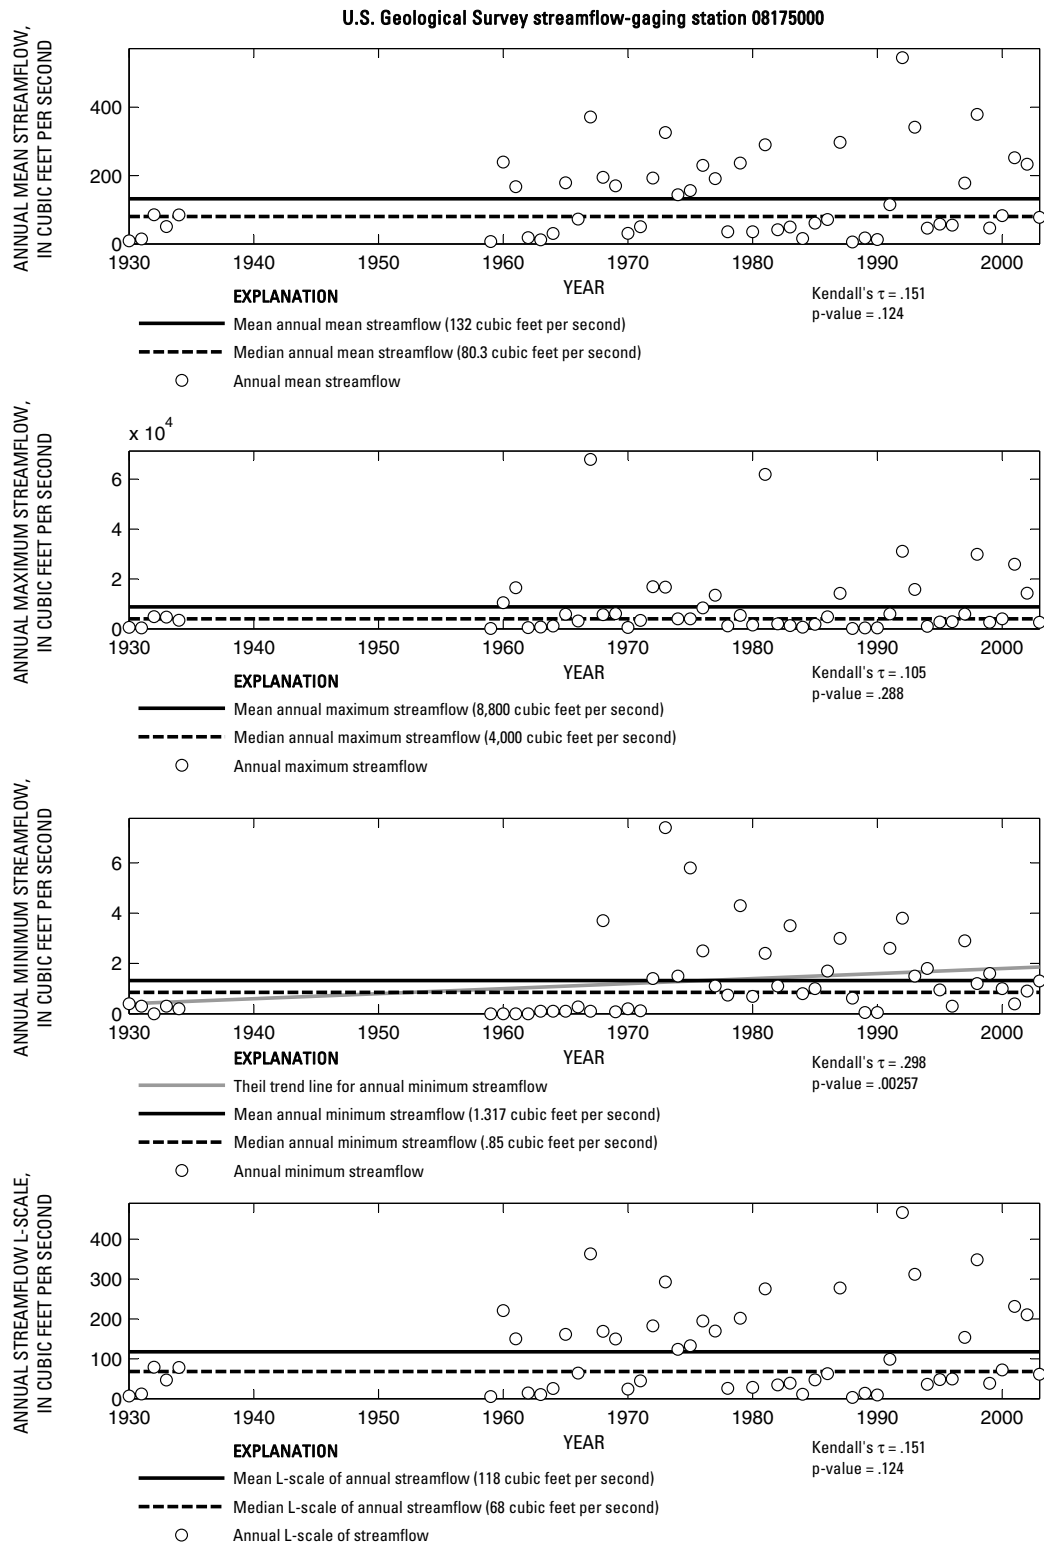 U.S. Geological Survey streamflow-gaging station 08175000
ANNUAL MEAN STREAMFLOW,
IN CUBIC FEET PER SECOND
400
200
0
1930 1940 1950 1960 1970 1980 1990 2000
YEAR
Kendall's τ = .151
p-value = .124
EXPLANATION
Mean annual mean streamflow (132 cubic feet per second)
Median annual mean streamflow (80.3 cubic feet per second)
Annual mean streamflow
ANNUAL MAXIMUM STREAMFLOW,
IN CUBIC FEET PER SECOND
x 10^4
6
4
2
0
1930 1940 1950 1960 1970 1980 1990 2000
YEAR
Kendall's τ = .105
p-value = .288
EXPLANATION
Mean annual maximum streamflow (8,800 cubic feet per second)
Median annual maximum streamflow (4,000 cubic feet per second)
Annual maximum streamflow
ANNUAL MINIMUM STREAMFLOW,
IN CUBIC FEET PER SECOND
6
4
2
0
1930 1940 1950 1960 1970 1980 1990 2000
YEAR
Kendall's τ = .298
p-value = .00257
EXPLANATION
Theil trend line for annual minimum streamflow
Mean annual minimum streamflow (1.317 cubic feet per second)
Median annual minimum streamflow (.85 cubic feet per second)
Annual minimum streamflow
ANNUAL STREAMFLOW L-SCALE,
IN CUBIC FEET PER SECOND
400
300
200
100
0
1930 1940 1950 1960 1970 1980 1990 2000
YEAR
Kendall's τ = .151
p-value = .124
EXPLANATION
Mean L-scale of annual streamflow (118 cubic feet per second)
Median L-scale of annual streamflow (68 cubic feet per second)
Annual L-scale of streamflow